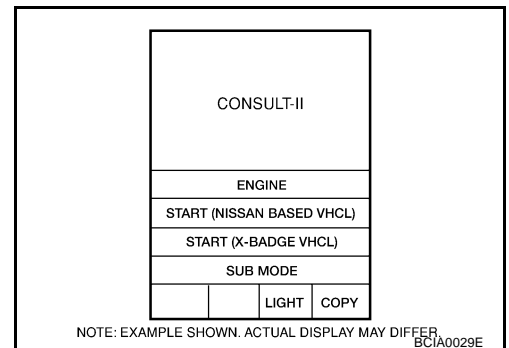 CONSULT-II
ENGINE
START (NISSAN BASED VHCL)
START (X-BADGE VHCL)
SUB MODE
LIGHT COPY
NOTE: EXAMPLE SHOWN. ACTUAL DISPLAY MAY DIFFER.
BCIA0029E